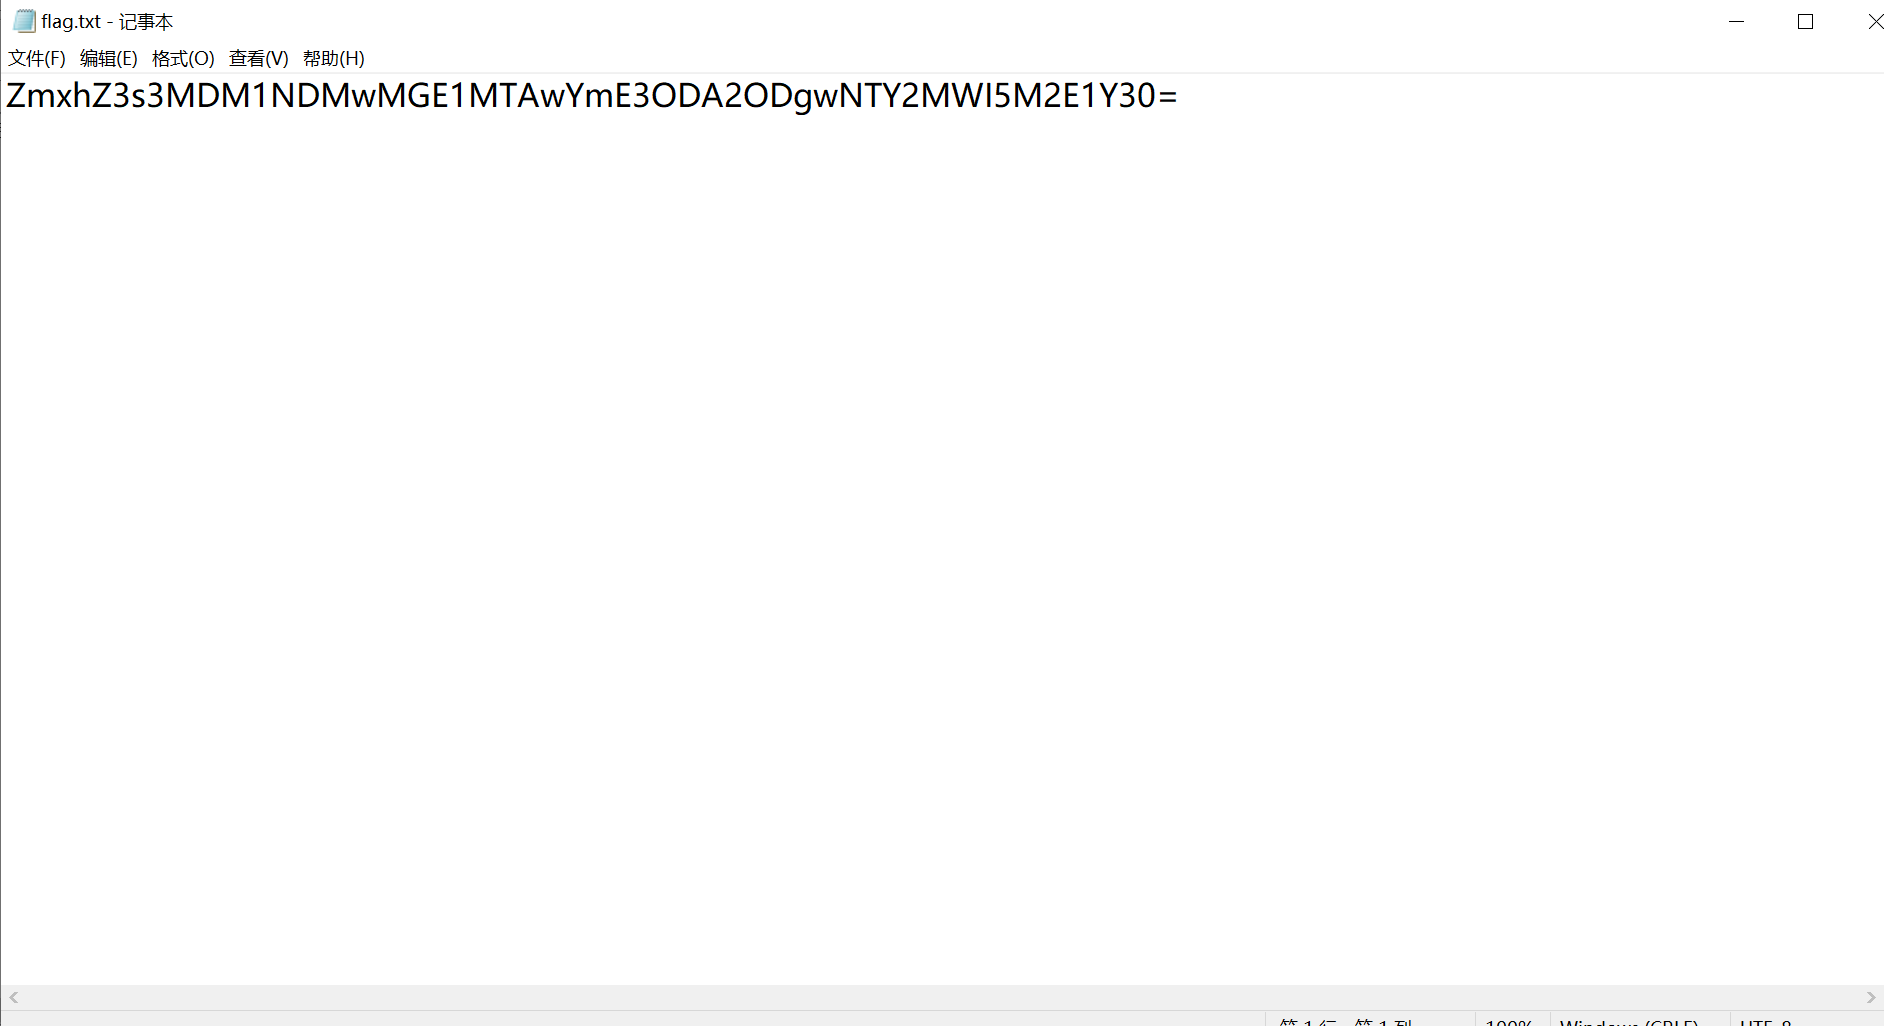 flag.txt - 记事本
文件(F) 编辑(E) 格式(O) 查看(V) 帮助(H)
ZmxhZ3s3MDM1NDMwMGE1MTAwYmE3ODA2ODgwNTY2MWI5M2E1Y30=
第 1 行，第 1 列 100% Windows (CRLF) UTF-8